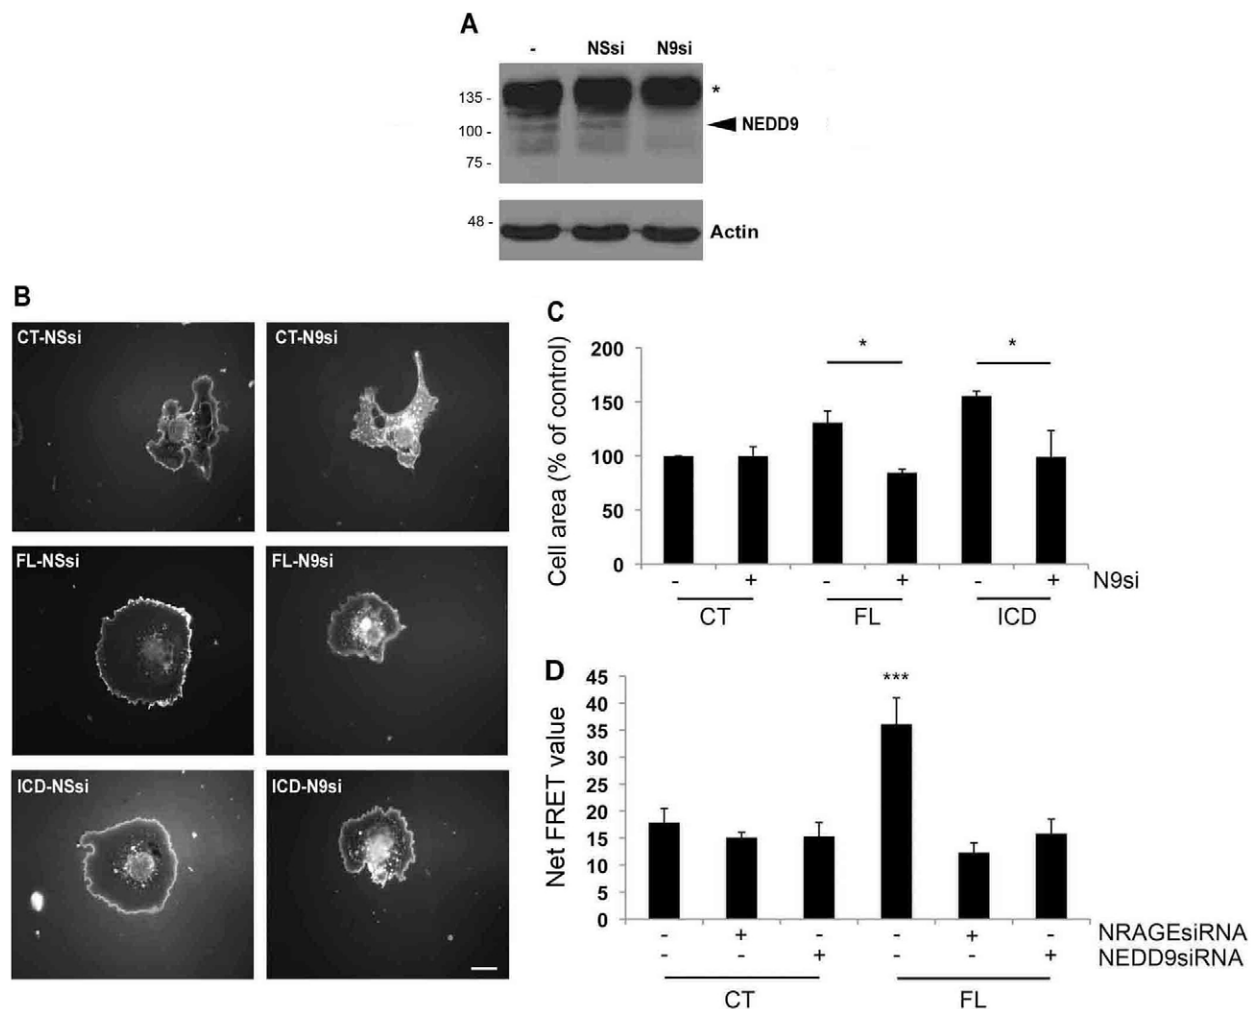 A
- NSsi N9si
135 -
*
NEDD9
100 -
75 -
48 -
Actin
B
CT-NSsi CT-N9si
FL-NSsi FL-N9si
ICD-NSsi ICD-N9si
C
Cell area (% of control)
200
150
100
50
0
* *
- + - + - + N9si
CT FL ICD
D
Net FRET value
45
40
35
30
25
20
15
10
5
0
***
- + - - + - NRAGEsiRNA
- - + - - + NEDD9siRNA
CT FL